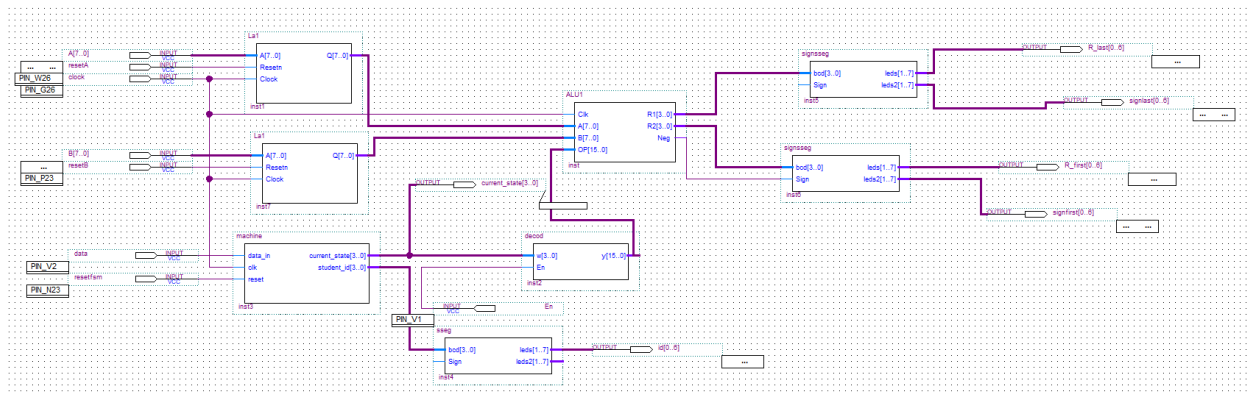 A[7..0] INPUT VCC
resetA
clock INPUT VCC
PIN_W26
PIN_G26
La1
A[7..0] Q[7..0]
Resetn
Clock
inst1
B[7..0] INPUT VCC
resetB INPUT VCC
PIN_P23
La1
A[7..0] Q[7..0]
Resetn
Clock
inst7
data INPUT VCC
PIN_V2
resetfsm INPUT VCC
PIN_N23
machine
data_in current_state[3..0]
clk student_id[3..0]
reset
inst3
OUTPUT current_state[3..0]
decod
w[3..0] y[15..0]
En
inst2
INPUT VCC En
PIN_V1
sseg
bcd[3..0] leds[1..7]
Sign leds2[1..7]
inst4
OUTPUT id[0..6]
...
ALU1
Clk R1[3..0]
A[7..0] R2[3..0]
B[7..0] Neg
OP[15..0]
inst
signsseg
bcd[3..0] leds[1..7]
Sign leds2[1..7]
inst5
OUTPUT R_last[0..6]
...
OUTPUT signlast[0..6]
... ...
signsseg
bcd[3..0] leds[1..7]
Sign leds2[1..7]
inst6
OUTPUT R_first[0..6]
...
OUTPUT signfirst[0..6]
... ...